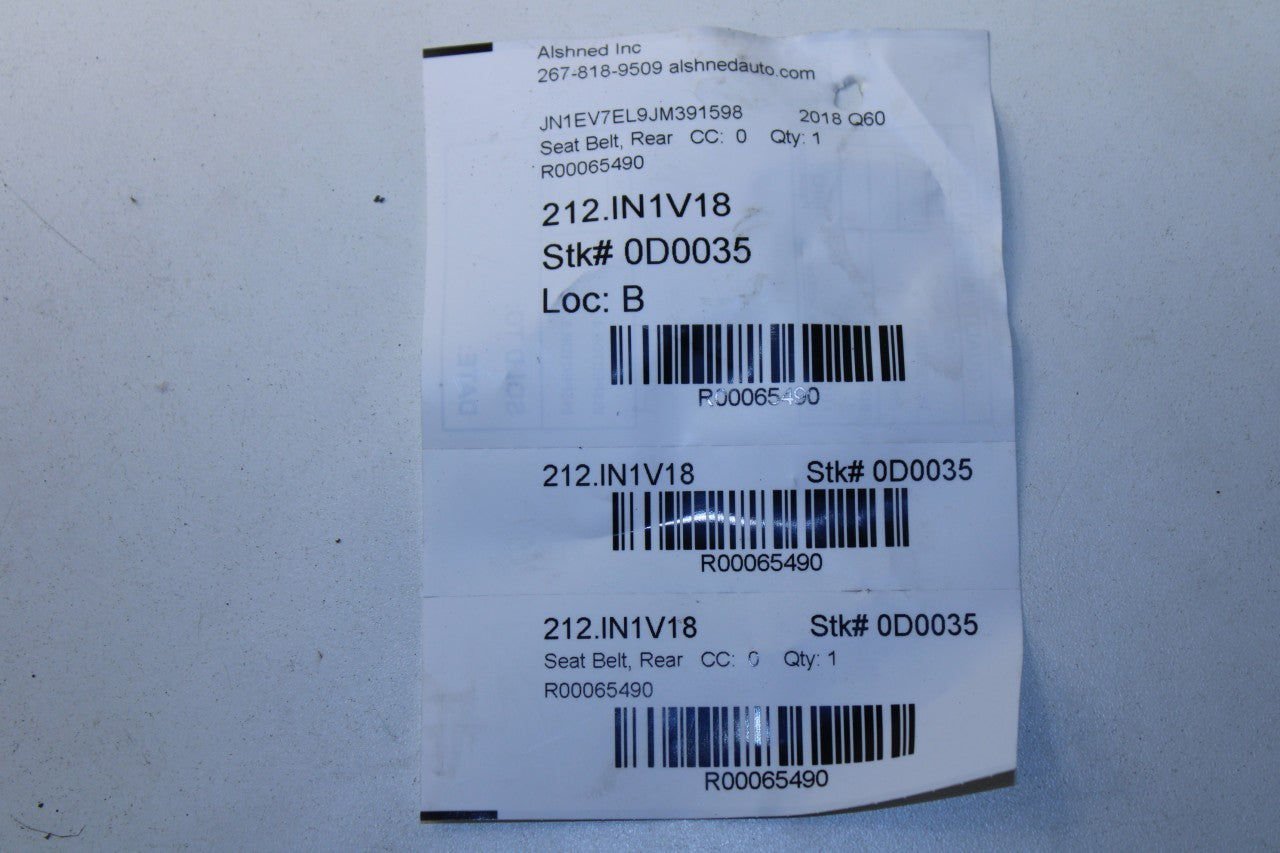 Alshned Inc
267-818-9509 alshnedauto.com
JN1EV7EL9JM391598 2018 Q60
Seat Belt, Rear CC: 0 Qty: 1
R00065490
212.IN1V18
Stk# 0D0035
Loc: B
R00065490
212.IN1V18 Stk# 0D0035
R00065490
212.IN1V18 Stk# 0D0035
Seat Belt, Rear CC: 0 Qty: 1
R00065490
R00065490